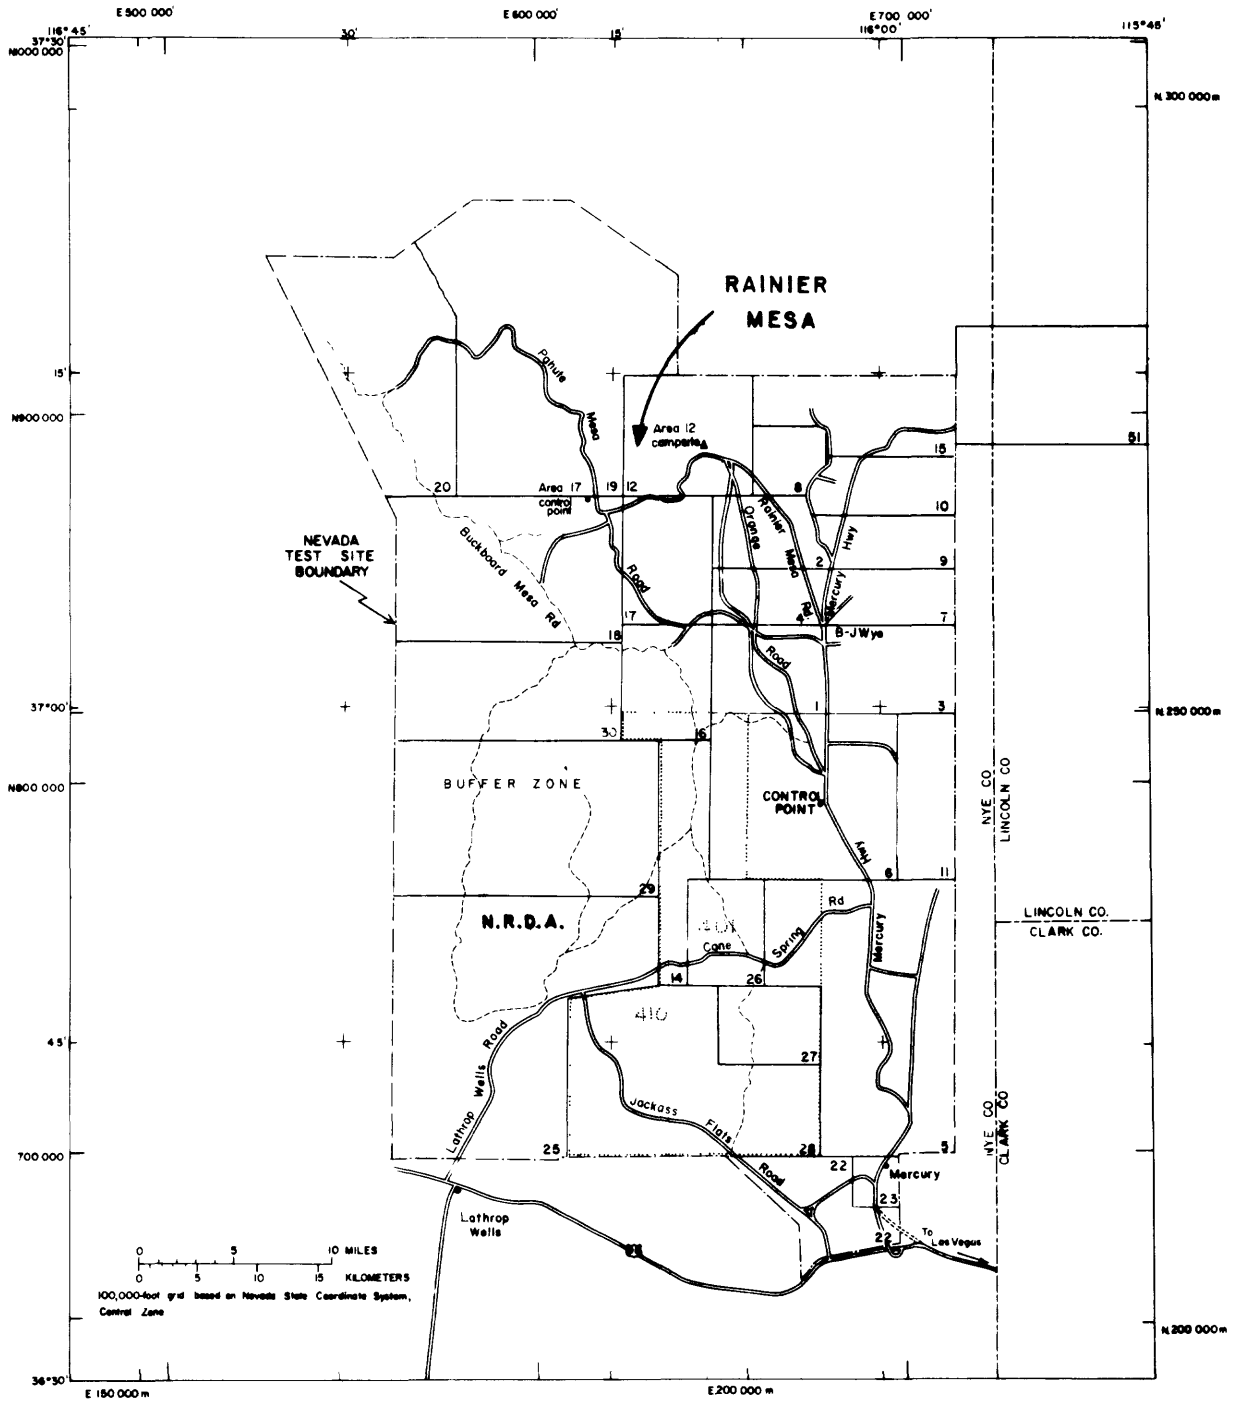 E 500 000'
E 600 000'
E 700 000'
116° 45'
30'
15'
116° 00'
115° 45'
37° 30'
N1000 000
N.300 000m
RAINIER
MESA
Pahute
Mesa
15'
N900 000
Area 12
camp
51
15
20
Area 17
control
point
19
12
8
10
Orange
Rainier
Mesa
Rd.
Mercury
Hwy
NEVADA
TEST SITE
BOUNDARY
Buckboard Mesa Rd
2
9
Road
17
4
7
B-J Wye
18
Road
37° 00'
1
3
N.250 000m
30
16
BUFFER ZONE
N800 000
CONTROL
POINT
NYE CO
LINCOLN CO
Hwy
6
11
29
Rd
N.R.D.A.
401
LINCOLN CO.
CLARK CO.
Cane
Spring
Mercury
14
26
410
45'
Road
27
Wells
Jackass
Flats
Lathrop
NYE CO
CLARK CO
700 000
25
28
5
Road
22
Mercury
23
Lathrop
Wells
22
To
Las Vegas
0 5 10 MILES
0 5 10 15 KILOMETERS
100,000-foot grid based on Nevada State Coordinate System,
Central Zone
N.200 000m
36° 30'
E 150 000 m
E.200 000 m